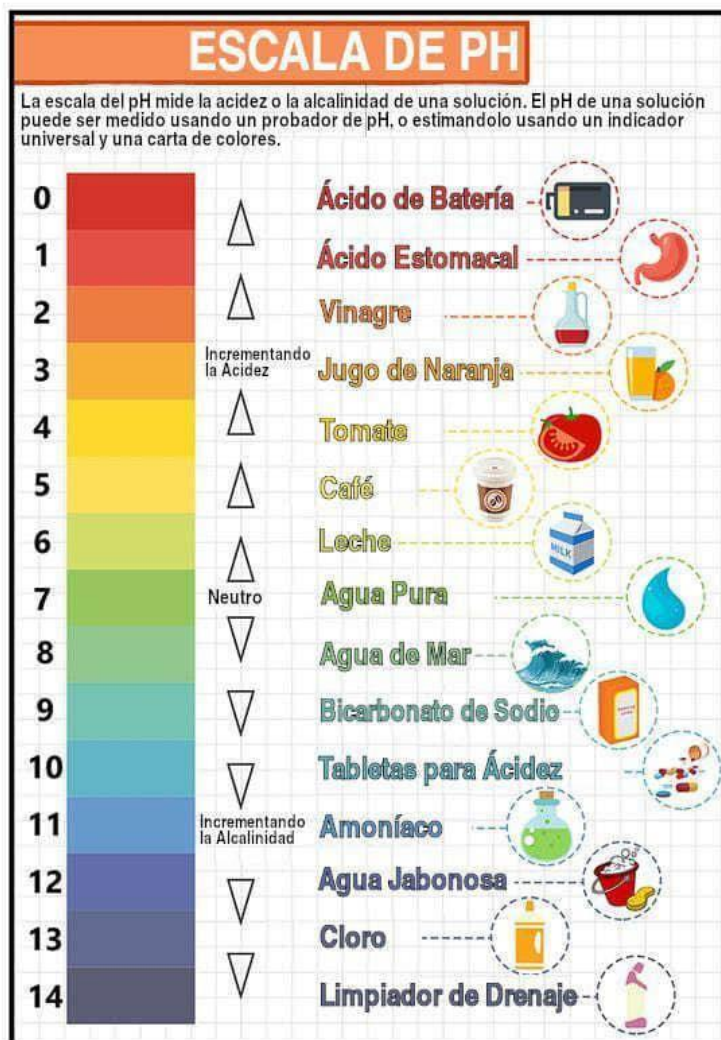 ESCALA DE PH
La escala del pH mide la acidez o la alcalinidad de una solución. El pH de una solución
puede ser medido usando un probador de pH, o estimandolo usando un indicador
universal y una carta de colores.
0 Ácido de Batería
1 Ácido Estomacal
2 Vinagre
Incrementando
la Acidez
3 Jugo de Naranja
4 Tomate
5 Café
6 Leche
MILK
7 Neutro Agua Pura
8 Agua de Mar
9 Bicarbonato de Sodio
10 Tabletas para Ácidez
11 Amoníaco
Incrementando
la Alcalinidad
12 Agua Jabonosa
13 Cloro
14 Limpiador de Drenaje